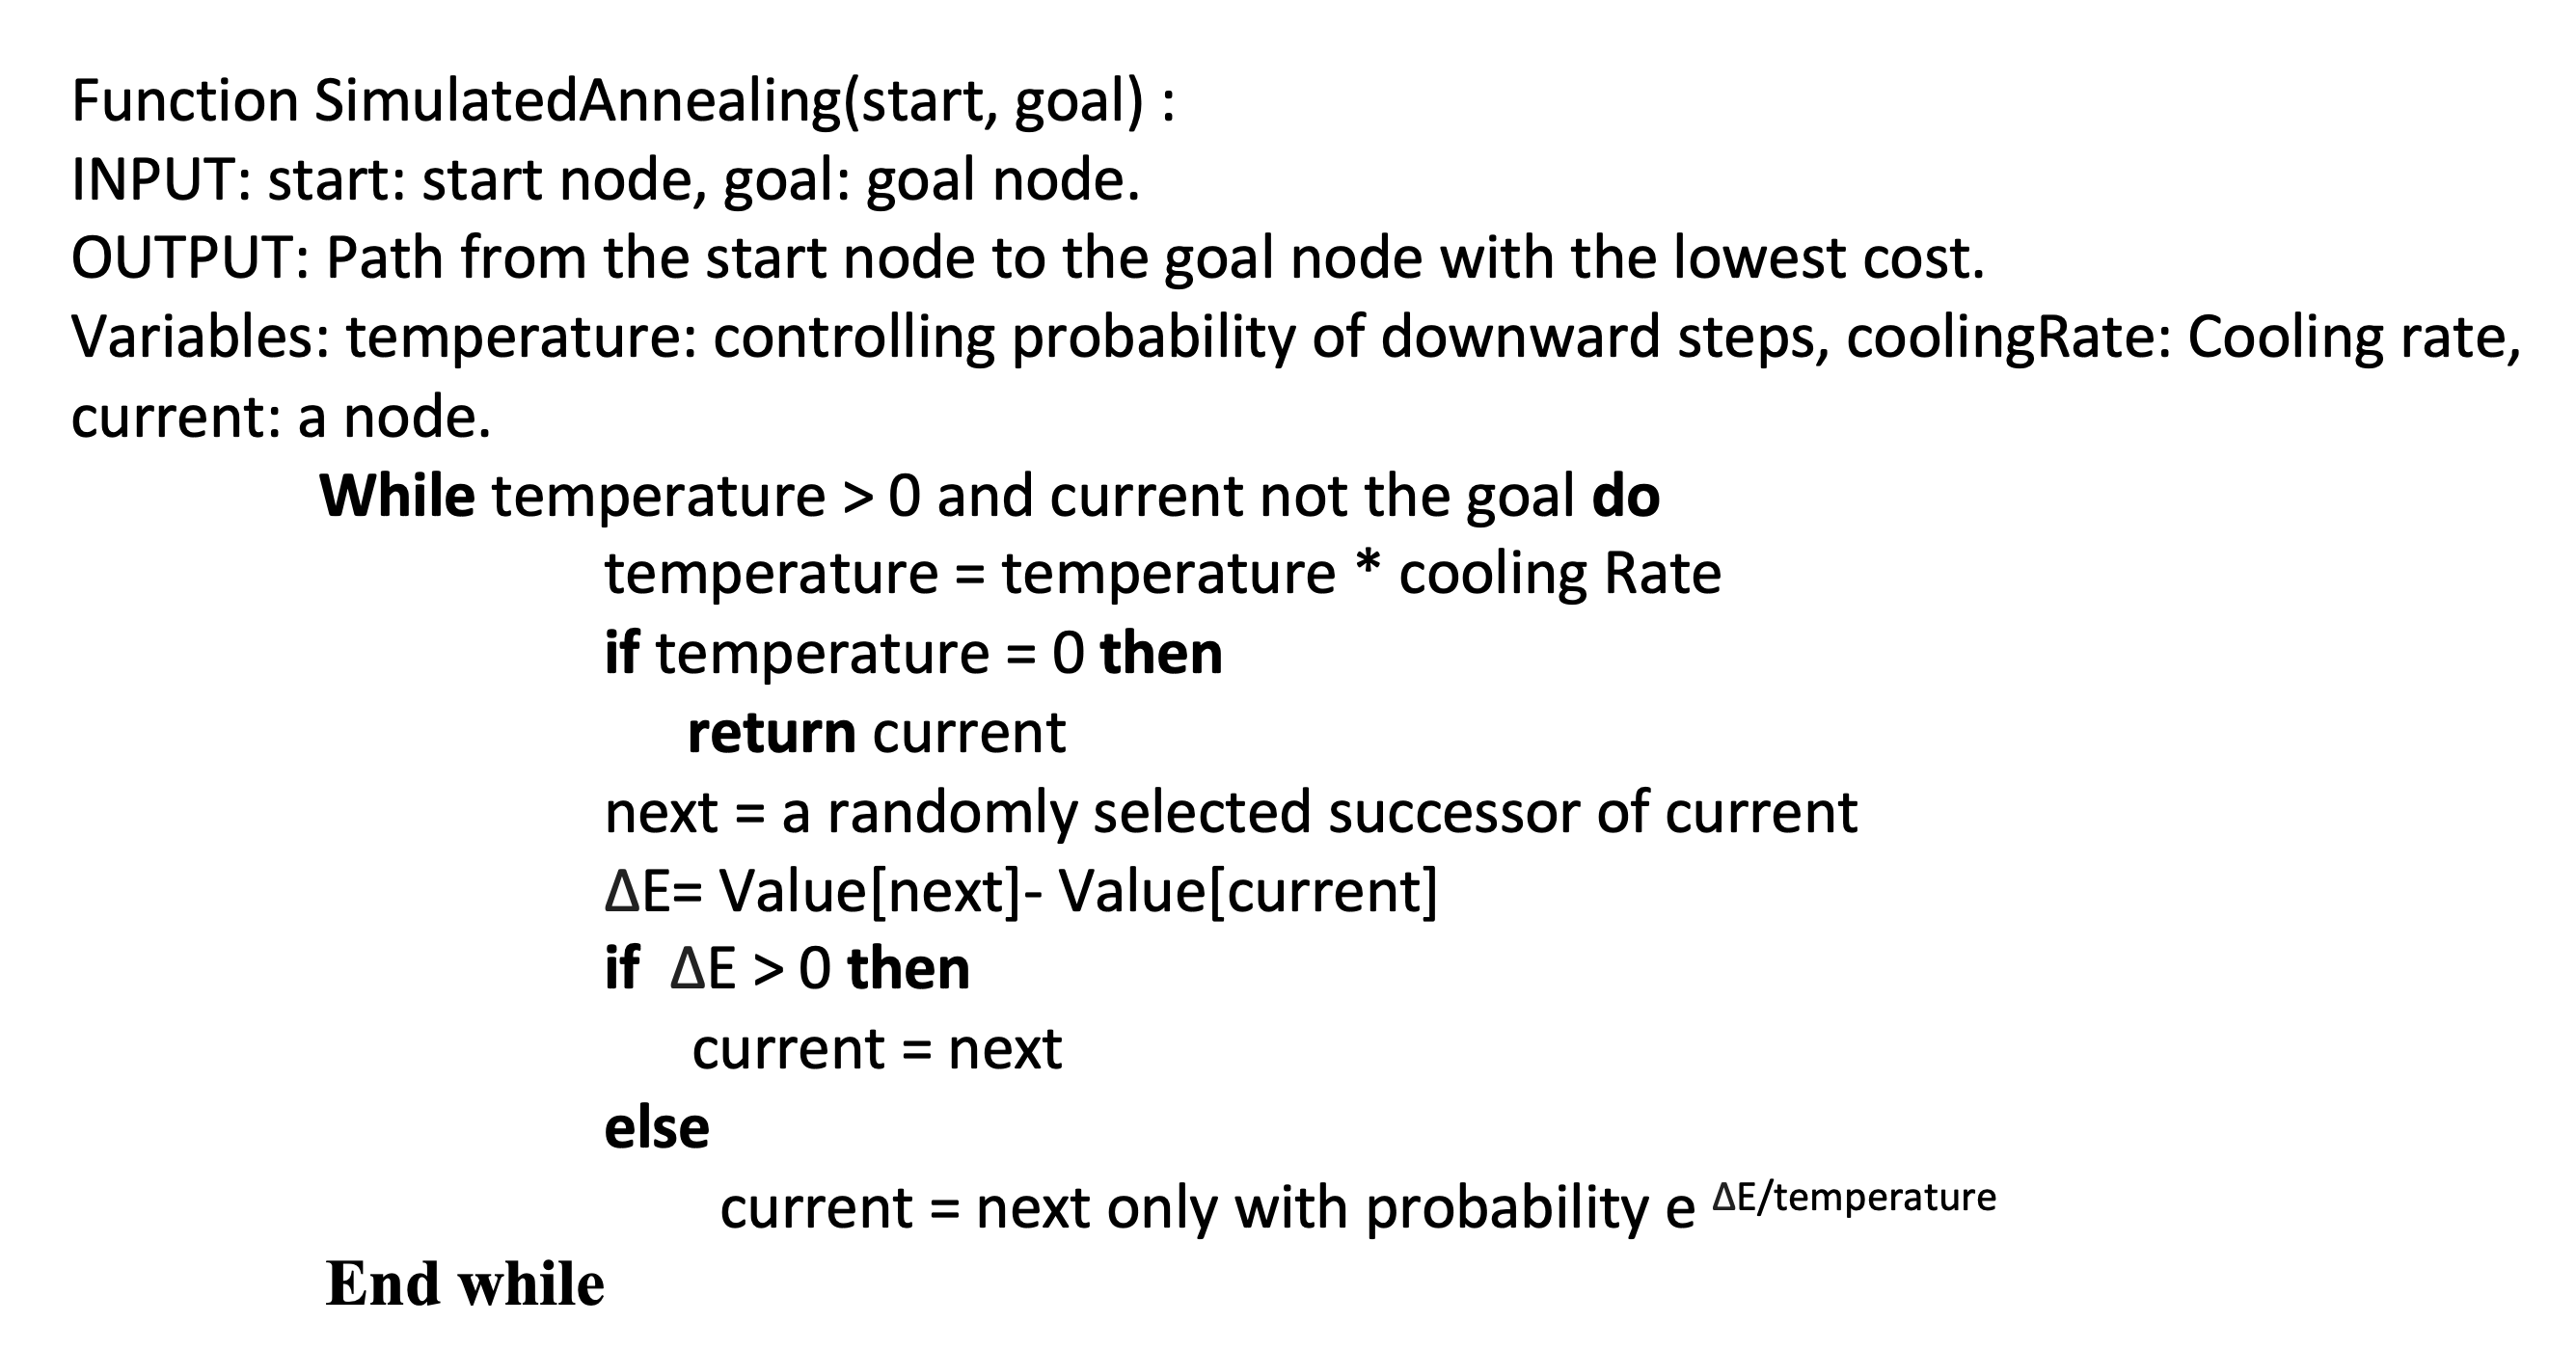 Function SimulatedAnnealing(start, goal) :
INPUT: start: start node, goal: goal node.
OUTPUT: Path from the start node to the goal node with the lowest cost.
Variables: temperature: controlling probability of downward steps, coolingRate: Cooling rate,
current: a node.
While temperature > 0 and current not the goal do
temperature = temperature * cooling Rate
if temperature = 0 then
return current
next = a randomly selected successor of current
ΔE= Value[next]- Value[current]
if ΔE > 0 then
current = next
else
current = next only with probability e ΔE/temperature
End while